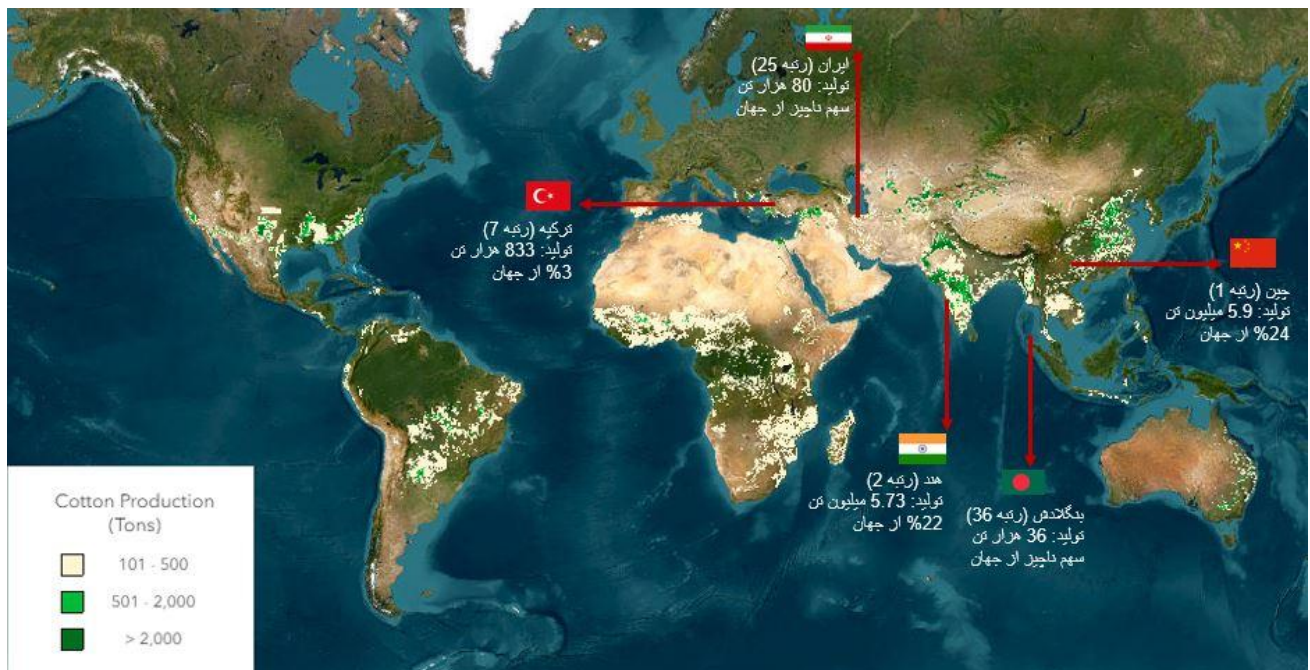 ایران (رتبه 25)
تولید: 80 هزار تن
سهم ناچیز از جهان
ترکیه (رتبه 7)
تولید: 833 هزار تن
%3 از جهان
چین (رتبه 1)
تولید: 5.9 میلیون تن
%24 از جهان
هند (رتبه 2)
تولید: 5.73 میلیون تن
%22 از جهان
بنگلادش (رتبه 36)
تولید: 36 هزار تن
سهم ناچیز از جهان
Cotton Production
(Tons)
101 - 500
501 - 2,000
> 2,000